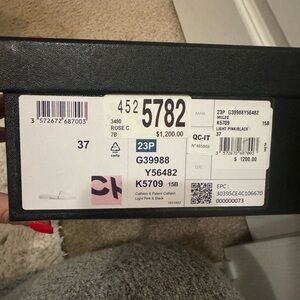 3 572672 687003
37
3490
ROSE C
7B
452
5782
$1,200.00
23P
G39988
Y56482
K5709 15B
Calfskin & Patent Calfskin
Light Pink & Black
QC-IT
23P G39988Y56482
MULES
K5709 15B
LIGHT PINK/BLACK
37
$ 1200.00
EPC :
30395CE4C106670
000000073